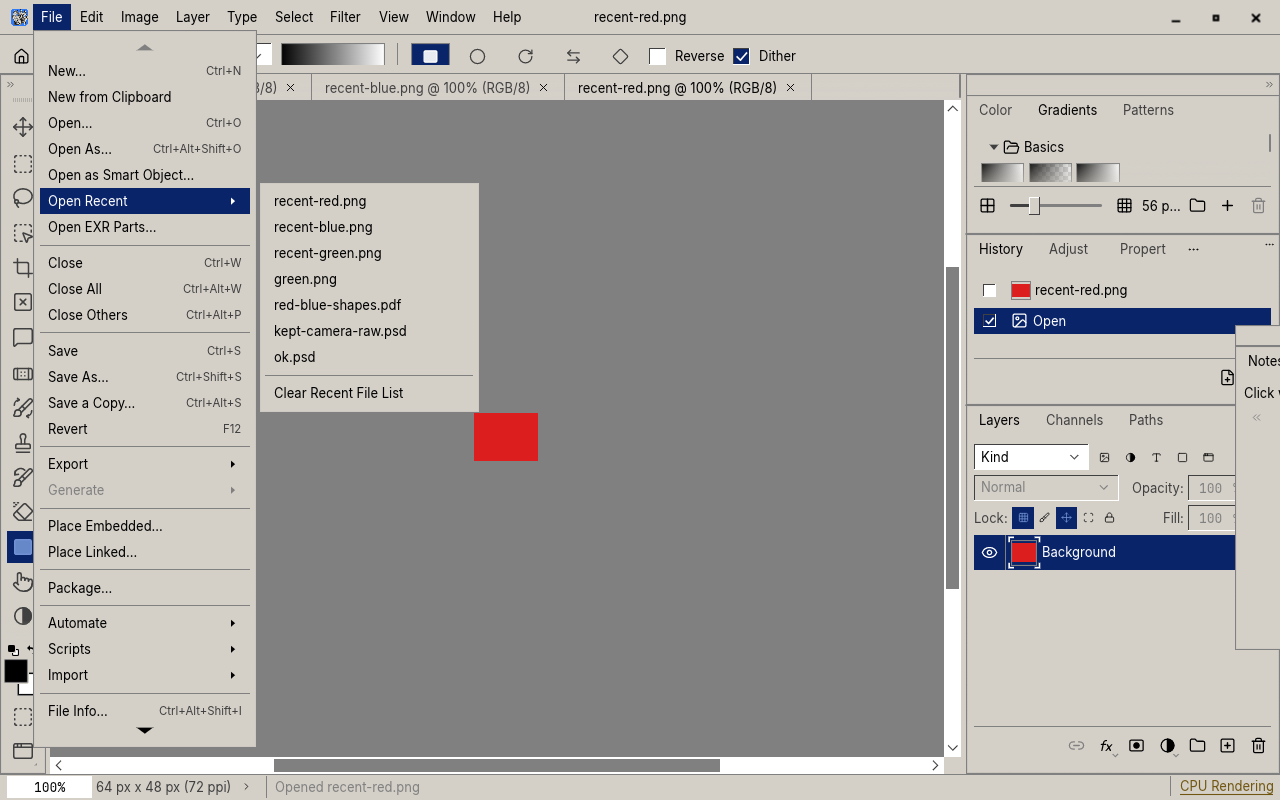 File Edit Image Layer Type Select Filter View Window Help recent-red.png
Reverse Dither
/8) recent-blue.png @ 100% (RGB/8) recent-red.png @ 100% (RGB/8)
New... Ctrl+N
New from Clipboard
Open... Ctrl+O
Open As... Ctrl+Alt+Shift+O
Open as Smart Object...
Open Recent
Open EXR Parts...
Close Ctrl+W
Close All Ctrl+Alt+W
Close Others Ctrl+Alt+P
Save Ctrl+S
Save As... Ctrl+Shift+S
Save a Copy... Ctrl+Alt+S
Revert F12
Export
Generate
Place Embedded...
Place Linked...
Package...
Automate
Scripts
Import
File Info... Ctrl+Alt+Shift+I
recent-red.png
recent-blue.png
recent-green.png
green.png
red-blue-shapes.pdf
kept-camera-raw.psd
ok.psd
Clear Recent File List
Color Gradients Patterns
Basics
56 p...
History Adjust Propert
recent-red.png
Open
Notes
Click
Layers Channels Paths
Kind
Normal Opacity: 100
Lock: Fill: 100
Background
fx
100% 64 px x 48 px (72 ppi) Opened recent-red.png CPU Rendering